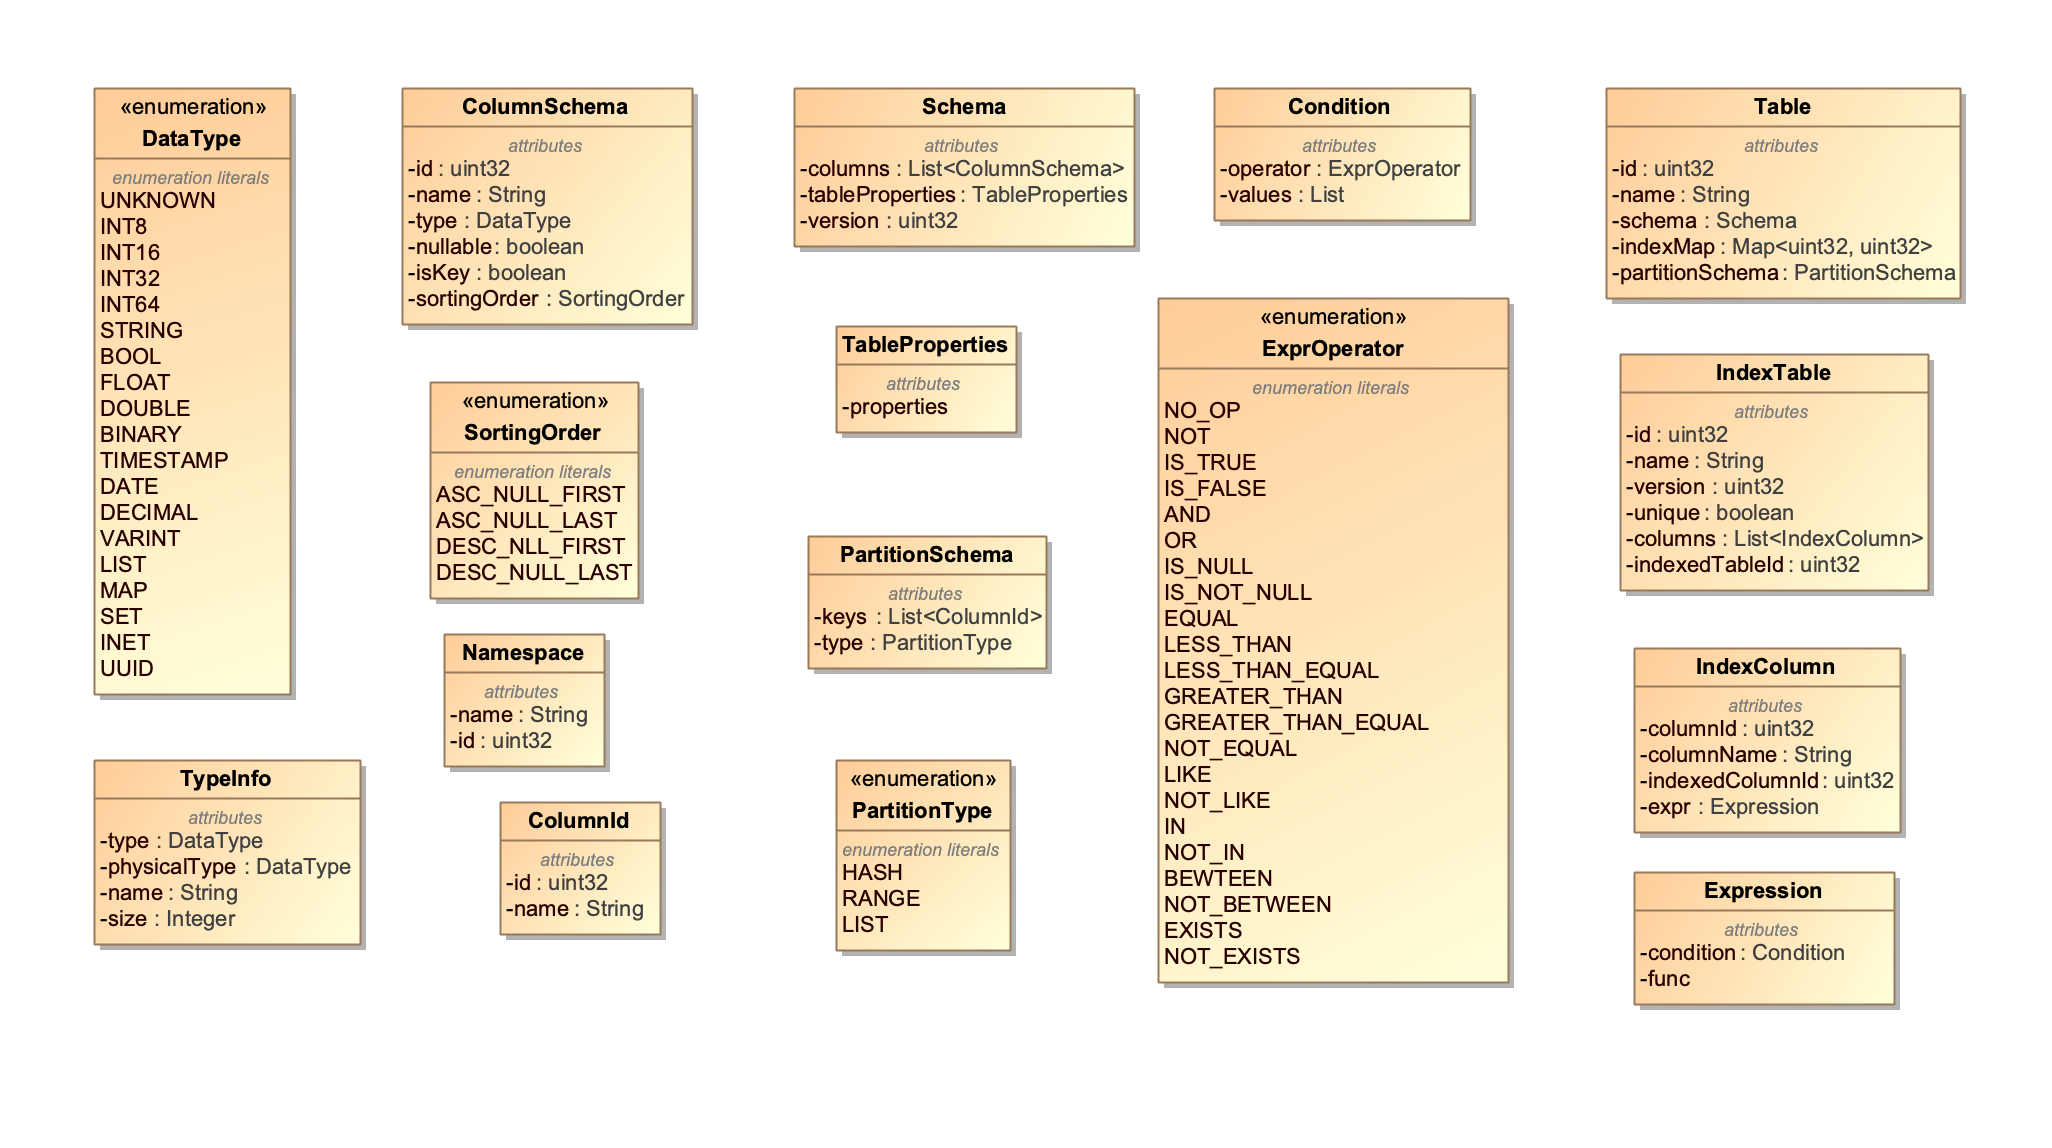 «enumeration»
DataType
enumeration literals
UNKNOWN
INT8
INT16
INT32
INT64
STRING
BOOL
FLOAT
DOUBLE
BINARY
TIMESTAMP
DATE
DECIMAL
VARINT
LIST
MAP
SET
INET
UUID
TypeInfo
attributes
-type : DataType
-physicalType : DataType
-name : String
-size : Integer
ColumnSchema
attributes
-id : uint32
-name : String
-type : DataType
-nullable : boolean
-isKey : boolean
-sortingOrder : SortingOrder
«enumeration»
SortingOrder
enumeration literals
ASC_NULL_FIRST
ASC_NULL_LAST
DESC_NLL_FIRST
DESC_NULL_LAST
Namespace
attributes
-name : String
-id : uint32
ColumnId
attributes
-id : uint32
-name : String
Schema
attributes
-columns : List<ColumnSchema>
-tableProperties : TableProperties
-version : uint32
TableProperties
attributes
-properties
PartitionSchema
attributes
-keys : List<ColumnId>
-type : PartitionType
«enumeration»
PartitionType
enumeration literals
HASH
RANGE
LIST
Condition
attributes
-operator : ExprOperator
-values : List
«enumeration»
ExprOperator
enumeration literals
NO_OP
NOT
IS_TRUE
IS_FALSE
AND
OR
IS_NULL
IS_NOT_NULL
EQUAL
LESS_THAN
LESS_THAN_EQUAL
GREATER_THAN
GREATER_THAN_EQUAL
NOT_EQUAL
LIKE
NOT_LIKE
IN
NOT_IN
BEWTEEN
NOT_BETWEEN
EXISTS
NOT_EXISTS
Table
attributes
-id : uint32
-name : String
-schema : Schema
-indexMap : Map<uint32, uint32>
-partitionSchema : PartitionSchema
IndexTable
attributes
-id : uint32
-name : String
-version : uint32
-unique : boolean
-columns : List<IndexColumn>
-indexedTableId : uint32
IndexColumn
attributes
-columnId : uint32
-columnName : String
-indexedColumnId : uint32
-expr : Expression
Expression
attributes
-condition : Condition
-func